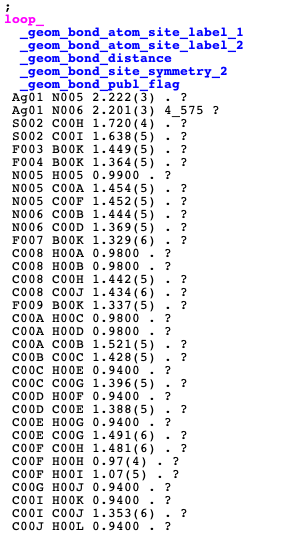 ;
loop_
_geom_bond_atom_site_label_1
_geom_bond_atom_site_label_2
_geom_bond_distance
_geom_bond_site_symmetry_2
_geom_bond_publ_flag
Ag01 N005 2.222(3) . ?
Ag01 N006 2.201(3) 4_575 ?
S002 C00H 1.720(4) . ?
S002 C00I 1.638(5) . ?
F003 B00K 1.449(5) . ?
F004 B00K 1.364(5) . ?
N005 H005 0.9900 . ?
N005 C00A 1.454(5) . ?
N005 C00F 1.452(5) . ?
N006 C00B 1.444(5) . ?
N006 C00D 1.369(5) . ?
F007 B00K 1.329(6) . ?
C008 H00A 0.9800 . ?
C008 H00B 0.9800 . ?
C008 C00H 1.442(5) . ?
C008 C00J 1.434(6) . ?
F009 B00K 1.337(5) . ?
C00A H00C 0.9800 . ?
C00A H00D 0.9800 . ?
C00A C00B 1.521(5) . ?
C00B C00C 1.428(5) . ?
C00C H00E 0.9400 . ?
C00C C00G 1.396(5) . ?
C00D H00F 0.9400 . ?
C00D C00E 1.388(5) . ?
C00E H00G 0.9400 . ?
C00E C00G 1.491(6) . ?
C00F C00H 1.481(6) . ?
C00F H00H 0.97(4) . ?
C00F H00I 1.07(5) . ?
C00G H00J 0.9400 . ?
C00I H00K 0.9400 . ?
C00I C00J 1.353(6) . ?
C00J H00L 0.9400 . ?